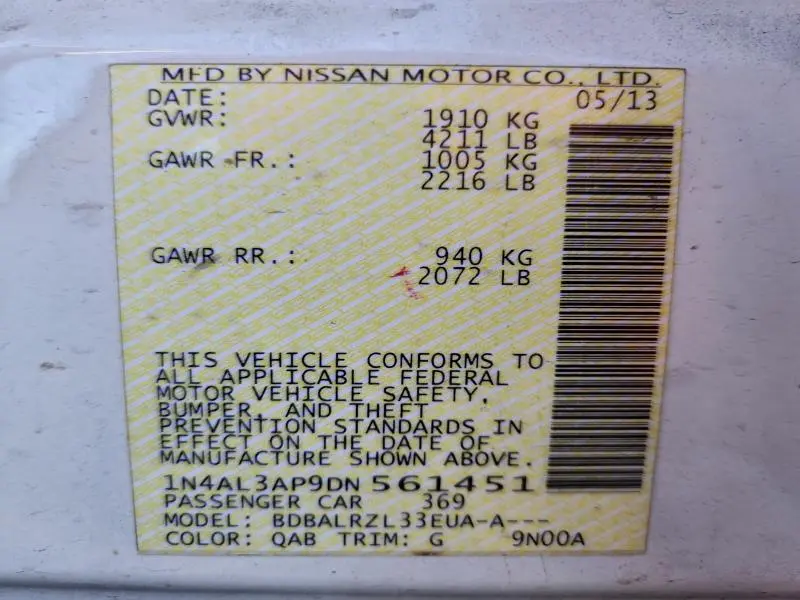 MFD BY NISSAN MOTOR CO., LTD.
DATE: 05/13
GVWR: 1910 KG
4211 LB
GAWR FR.: 1005 KG
2216 LB
GAWR RR.: 940 KG
2072 LB
THIS VEHICLE CONFORMS TO
ALL APPLICABLE FEDERAL
MOTOR VEHICLE SAFETY,
BUMPER, AND THEFT
PREVENTION STANDARDS IN
EFFECT ON THE DATE OF
MANUFACTURE SHOWN ABOVE.
1N4AL3AP9DN561451
PASSENGER CAR 369
MODEL: BDBALRZL33EUA-A---
COLOR: QAB TRIM: G 9N00A